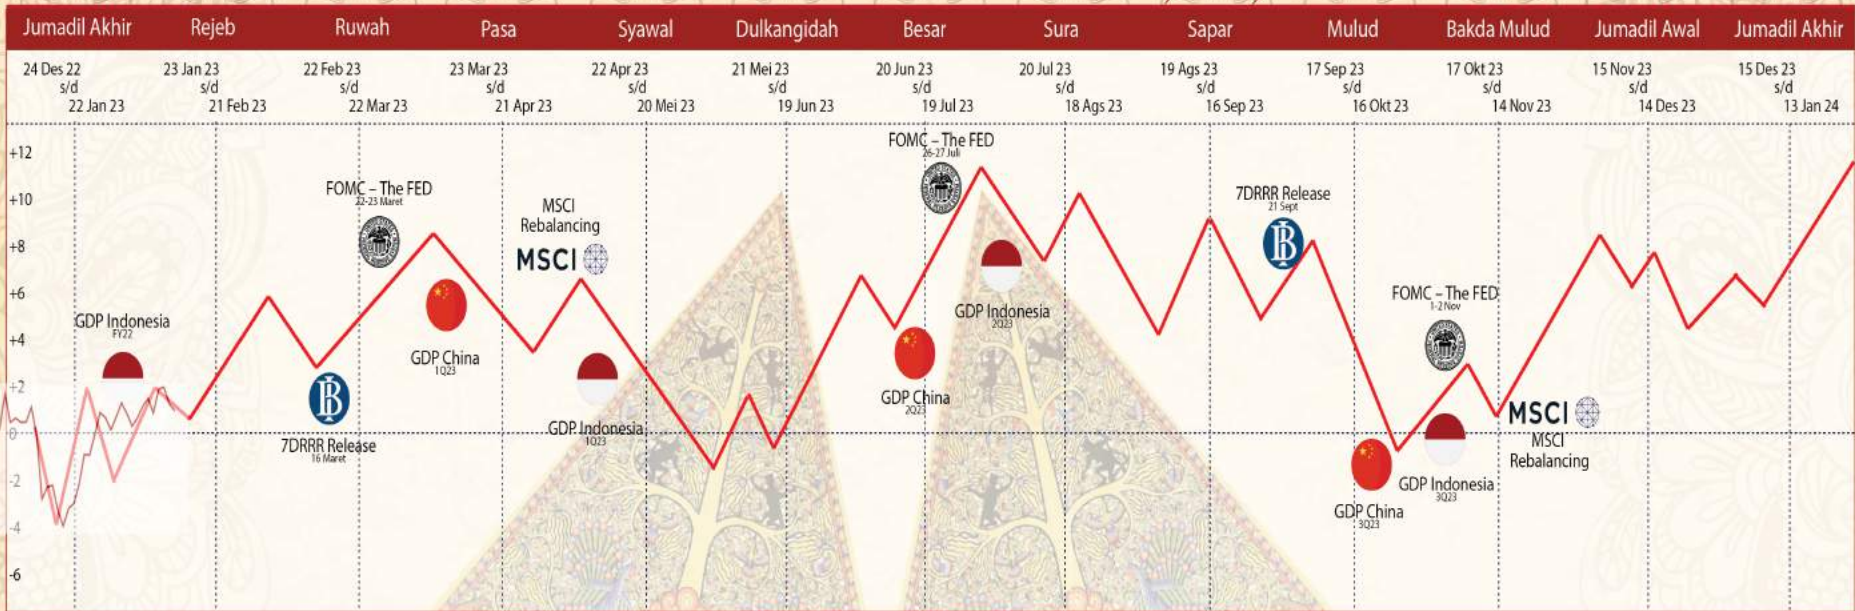 Jumadil Akhir
Rejeb
Ruwah
Pasa
Syawal
Dulkangidah
Besar
Sura
Sapar
Mulud
Bakda Mulud
Jumadil Awal
Jumadil Akhir
24 Des 22
s/d
22 Jan 23
23 Jan 23
s/d
21 Feb 23
22 Feb 23
s/d
22 Mar 23
23 Mar 23
s/d
21 Apr 23
22 Apr 23
s/d
20 Mei 23
21 Mei 23
s/d
19 Jun 23
20 Jun 23
s/d
19 Jul 23
20 Jul 23
s/d
18 Ags 23
19 Ags 23
s/d
16 Sep 23
17 Sep 23
s/d
16 Okt 23
17 Okt 23
s/d
14 Nov 23
15 Nov 23
s/d
14 Des 23
15 Des 23
s/d
13 Jan 24
+12
+10
+8
+6
+4
+2
0
-2
-4
-6
GDP Indonesia
FY22
7DRRR Release
16 Maret
FOMC – The FED
22-23 Maret
GDP China
1Q23
MSCI
Rebalancing
MSCI
GDP Indonesia
1Q23
FOMC – The FED
26-27 Juli
GDP China
2Q23
GDP Indonesia
2Q23
7DRRR Release
21 Sept
GDP China
3Q23
FOMC – The FED
1-2 Nov
GDP Indonesia
3Q23
MSCI
MSCI
Rebalancing